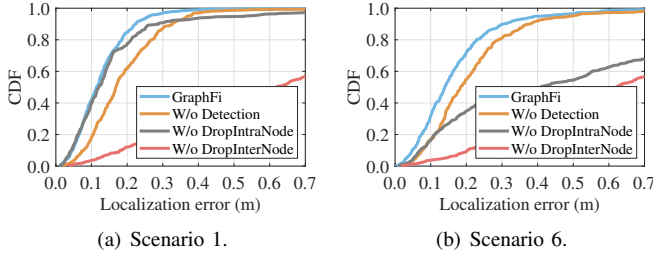 1.0
0.8
0.6
0.4
0.2
0.0
CDF
GraphFi
W/o Detection
W/o DropIntraNode
W/o DropInterNode
0.0 0.1 0.2 0.3 0.4 0.5 0.6 0.7
Localization error (m)
(a) Scenario 1.
1.0
0.8
0.6
0.4
0.2
0.0
CDF
GraphFi
W/o Detection
W/o DropIntraNode
W/o DropInterNode
0.0 0.1 0.2 0.3 0.4 0.5 0.6 0.7
Localization error (m)
(b) Scenario 6.